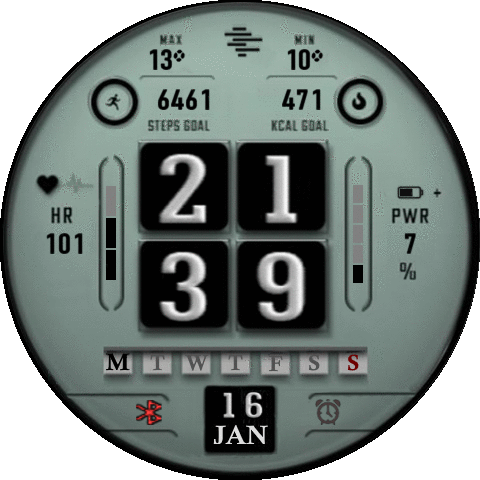 MAX MIN
13° 10°
6461 471
STEPS GOAL KCAL GOAL
21
HR PWR
101 7
%
39
M T W T F S S
16
JAN